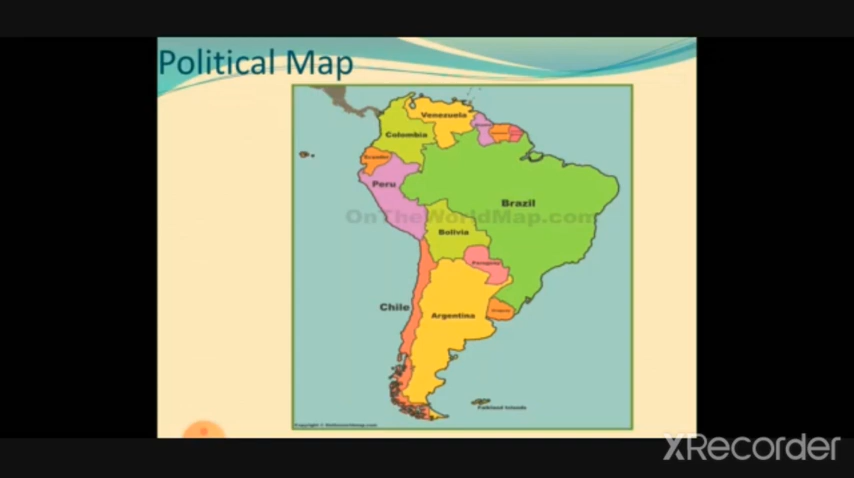 Political Map
Venezuela
Colombia
Ecuador
Peru
Brazil
OnTheWorldMap.com
Bolivia
Paraguay
Chile
Argentina
Uruguay
Falkland Islands
XRecorder